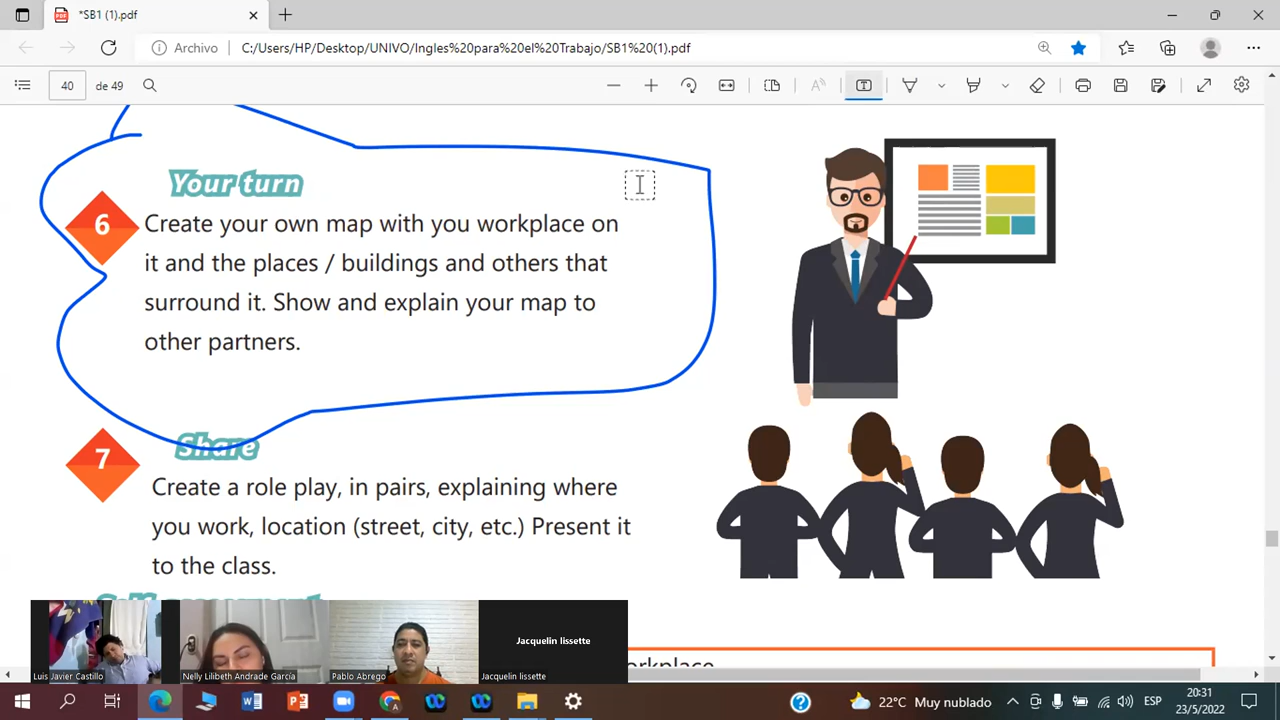 *SB1 (1).pdf
Archivo
C:/Users/HP/Desktop/UNIVO/Ingles%20para%20el%20Trabajo/SB1%20(1).pdf
40 de 49
Your turn
6
Create your own map with you workplace on
it and the places / buildings and others that
surround it. Show and explain your map to
other partners.
Share
7
Create a role play, in pairs, explaining where
you work, location (street, city, etc.) Present it
to the class.
Jacquelin lissette
Luis Javier Castillo
Nelly Lilibeth Andrade García
Pablo Abrego
Jacquelin lissette
22°C Muy nublado
ESP
20:31
23/5/2022